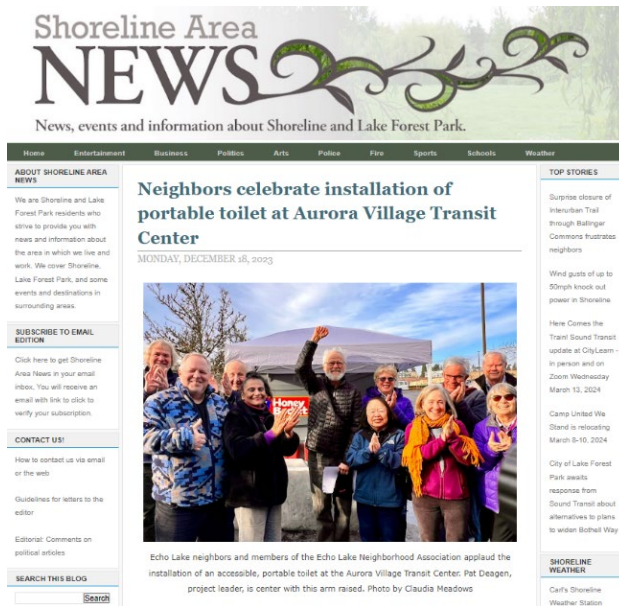 Shoreline Area
NEWS
News, events and information about Shoreline and Lake Forest Park.
Home Entertainment Business Politics Arts Police Fire Sports Schools Weather
ABOUT SHORELINE AREA
NEWS
We are Shoreline and Lake
Forest Park residents who
strive to provide you with
news and information about
the area in which we live and
work. We cover Shoreline,
Lake Forest Park, and some
events and destinations in
surrounding areas.
SUBSCRIBE TO EMAIL
EDITION
Click here to get Shoreline
Area News in your email
inbox, You will receive an
email with link to click to
verify your subscription.
CONTACT US!
How to contact us via email
or the web
Guidelines for letters to the
editor
Editorial: Comments on
political articles
SEARCH THIS BLOG
Search
Neighbors celebrate installation of
portable toilet at Aurora Village Transit
Center
MONDAY, DECEMBER 18, 2023
Honey
Bucket
Echo Lake neighbors and members of the Echo Lake Neighborhood Association applaud the
installation of an accessible, portable toilet at the Aurora Village Transit Center. Pat Deagen,
project leader, is center with this arm raised. Photo by Claudia Meadows
TOP STORIES
Surprise closure of
Interurban Trail
through Ballinger
Commons frustrates
neighbors
Wind gusts of up to
50mph knock out
power in Shoreline
Here Comes the
Train! Sound Transit
update at CityLearn -
in person and on
Zoom Wednesday
March 13, 2024
Camp United We
Stand is relocating
March 8-10, 2024
City of Lake Forest
Park awaits
response from
Sound Transit about
alternatives to plans
to widen Bothell Way
SHORELINE
WEATHER
Carl's Shoreline
Weather Station